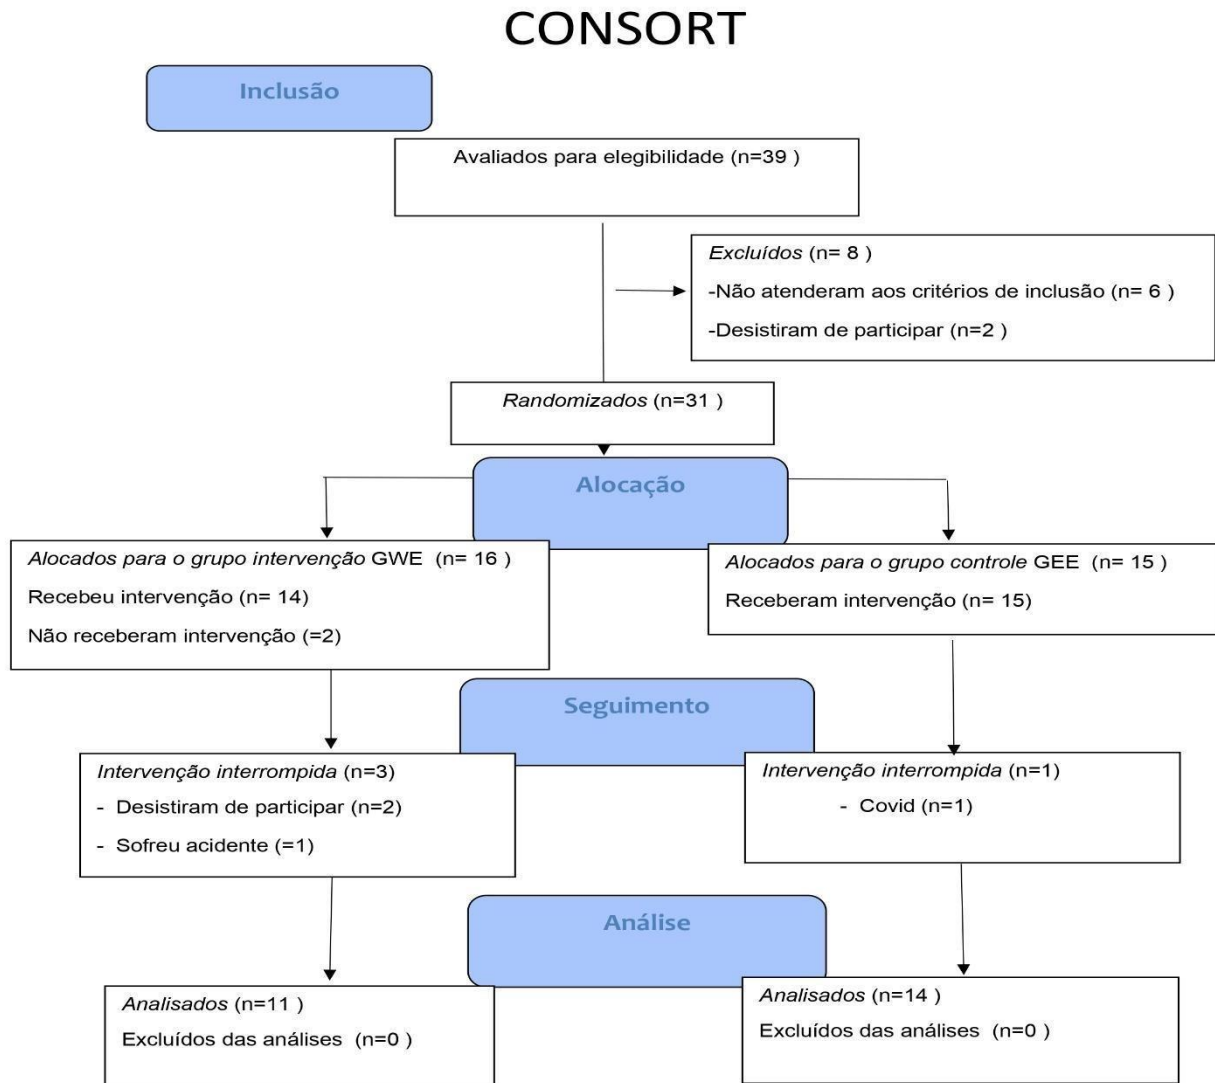 CONSORT
Inclusão
Avaliados para elegibilidade (n=39 )
Excluídos (n= 8 )
-Não atenderam aos critérios de inclusão (n= 6 )
-Desistiram de participar (n=2 )
Randomizados (n=31 )
Alocação
Alocados para o grupo intervenção GWE (n= 16 )
Recebeu intervenção (n= 14)
Não receberam intervenção (=2)
Alocados para o grupo controle GEE (n= 15 )
Receberam intervenção (n= 15)
Seguimento
Intervenção interrompida (n=3)
- Desistiram de participar (n=2)
- Sofreu acidente (=1)
Intervenção interrompida (n=1)
- Covid (n=1)
Análise
Analisados (n=11 )
Excluídos das análises (n=0 )
Analisados (n=14 )
Excluídos das análises (n=0 )